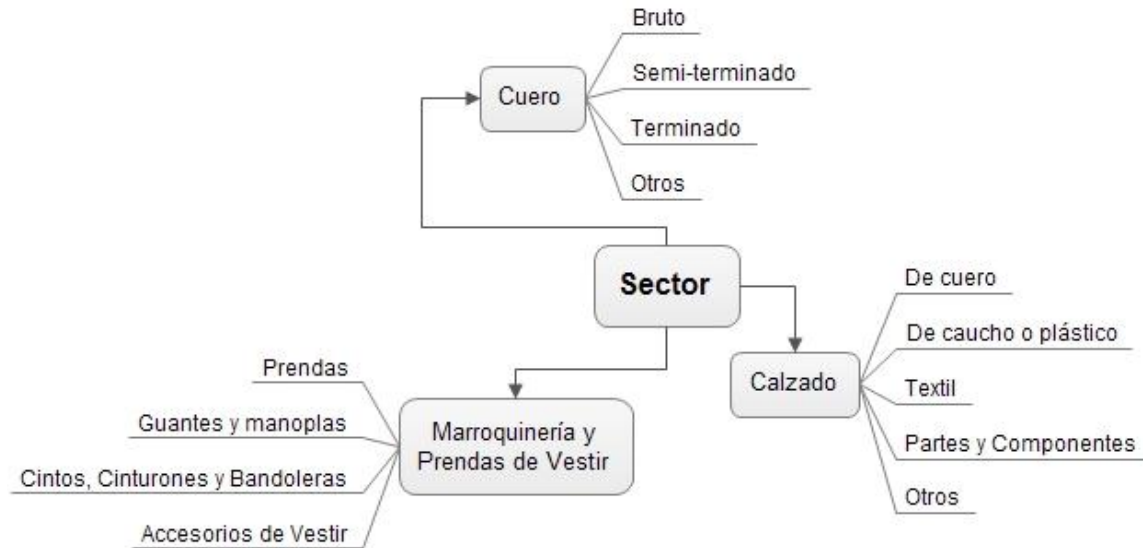 Bruto
Semi-terminado
Cuero
Terminado
Otros
Sector
De cuero
De caucho o plástico
Calzado
Textil
Partes y Componentes
Otros
Prendas
Guantes y manoplas
Marroquinería y
Prendas de Vestir
Cintos, Cinturones y Bandoleras
Accesorios de Vestir